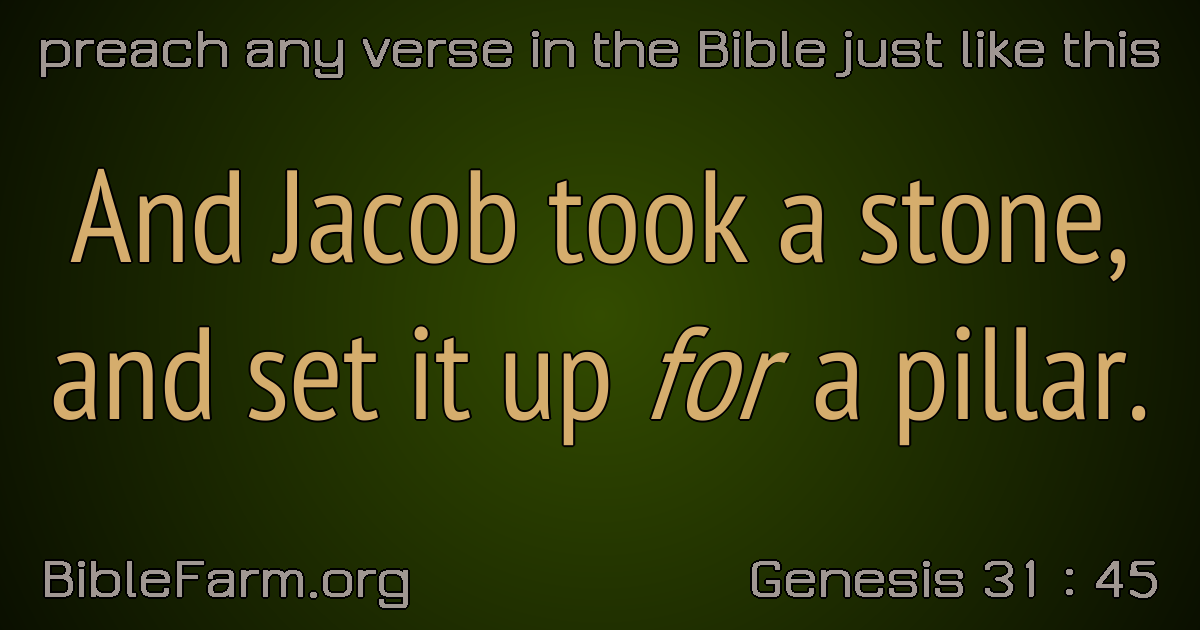 preach any verse in the Bible just like this
And Jacob took a stone,
and set it up for a pillar.
BibleFarm.org
Genesis 31 : 45